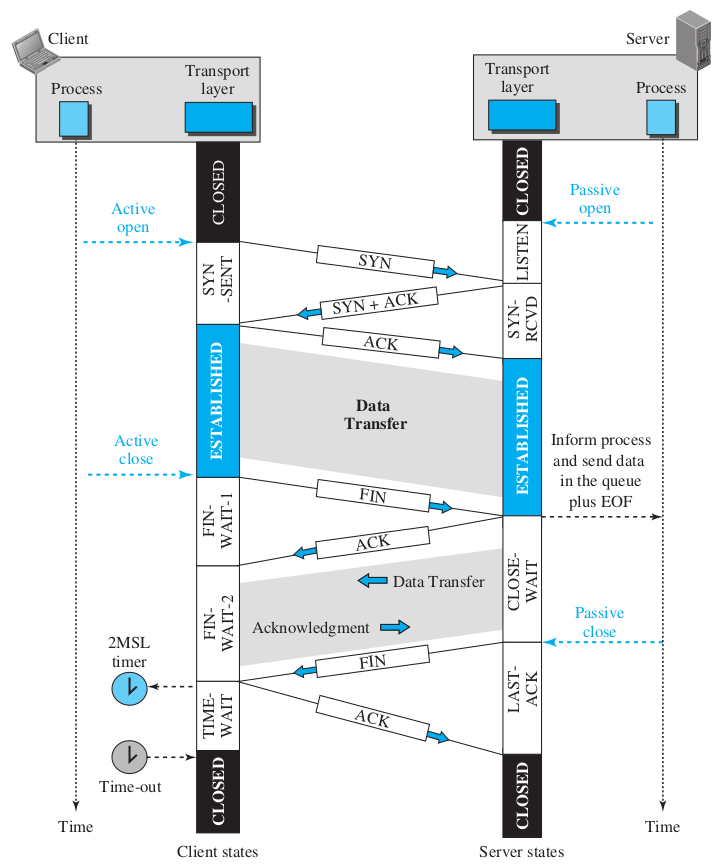 Client
Server
Process
Transport
layer
Transport
layer
Process
CLOSED
CLOSED
Active
open
Passive
open
LISTEN
SYN
SYN
-SENT
SYN + ACK
SYN-
RCVD
ACK
ESTABLISHED
ESTABLISHED
Data
Transfer
Active
close
Inform process
and send data
in the queue
plus EOF
FIN
FIN-
WAIT-1
ACK
CLOSE-
WAIT
Data Transfer
FIN-
WAIT-2
Acknowledgment
Passive
close
2MSL
timer
FIN
LAST-
ACK
TIME-
WAIT
ACK
Time-out
CLOSED
CLOSED
Time
Time
Client states
Server states